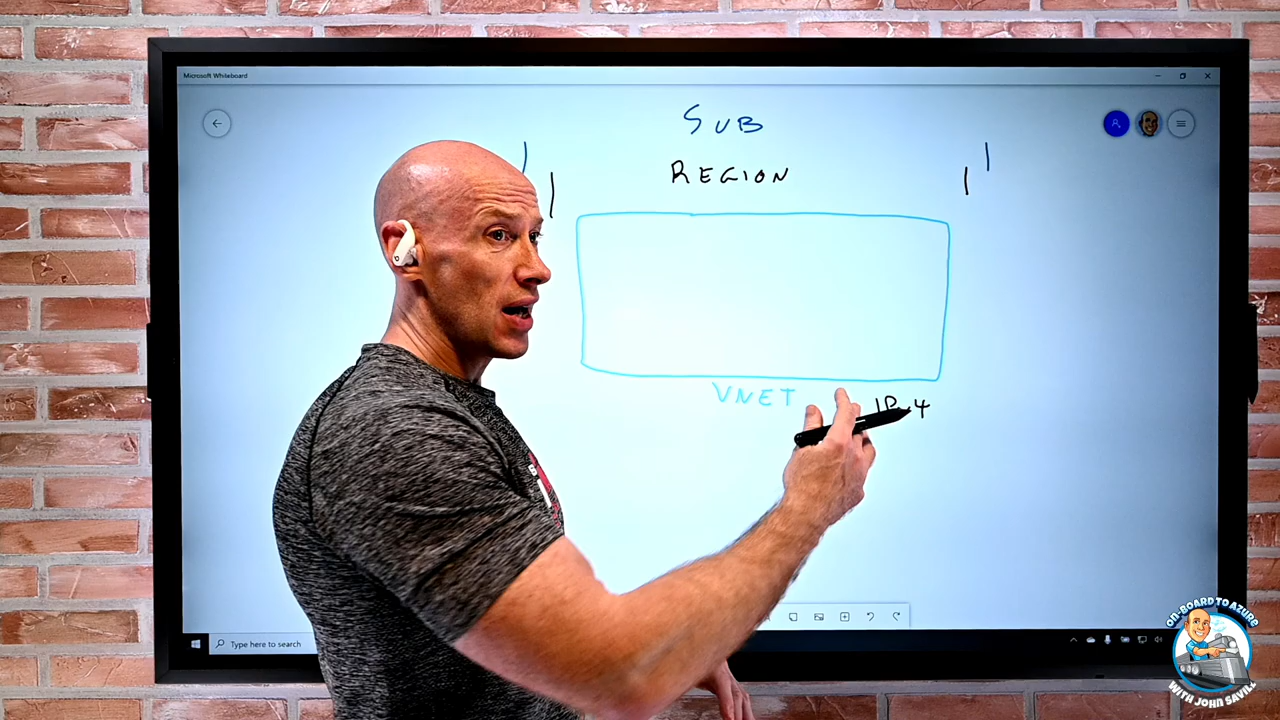 Microsoft Whiteboard
SUB
REGION
VNET
IPv4
Type here to search
ON-BOARD TO AZURE
WITH JOHN SAVILL